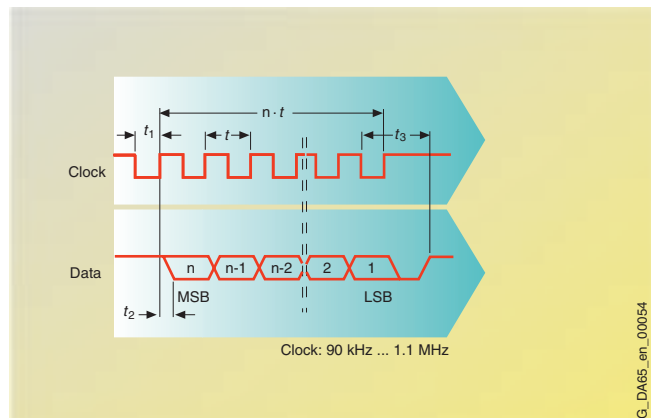 n · t
t1
t
t3
Clock
Data
n
n-1
n-2
2
1
MSB
LSB
t2
Clock: 90 kHz ... 1.1 MHz
G_DA65_en_00054